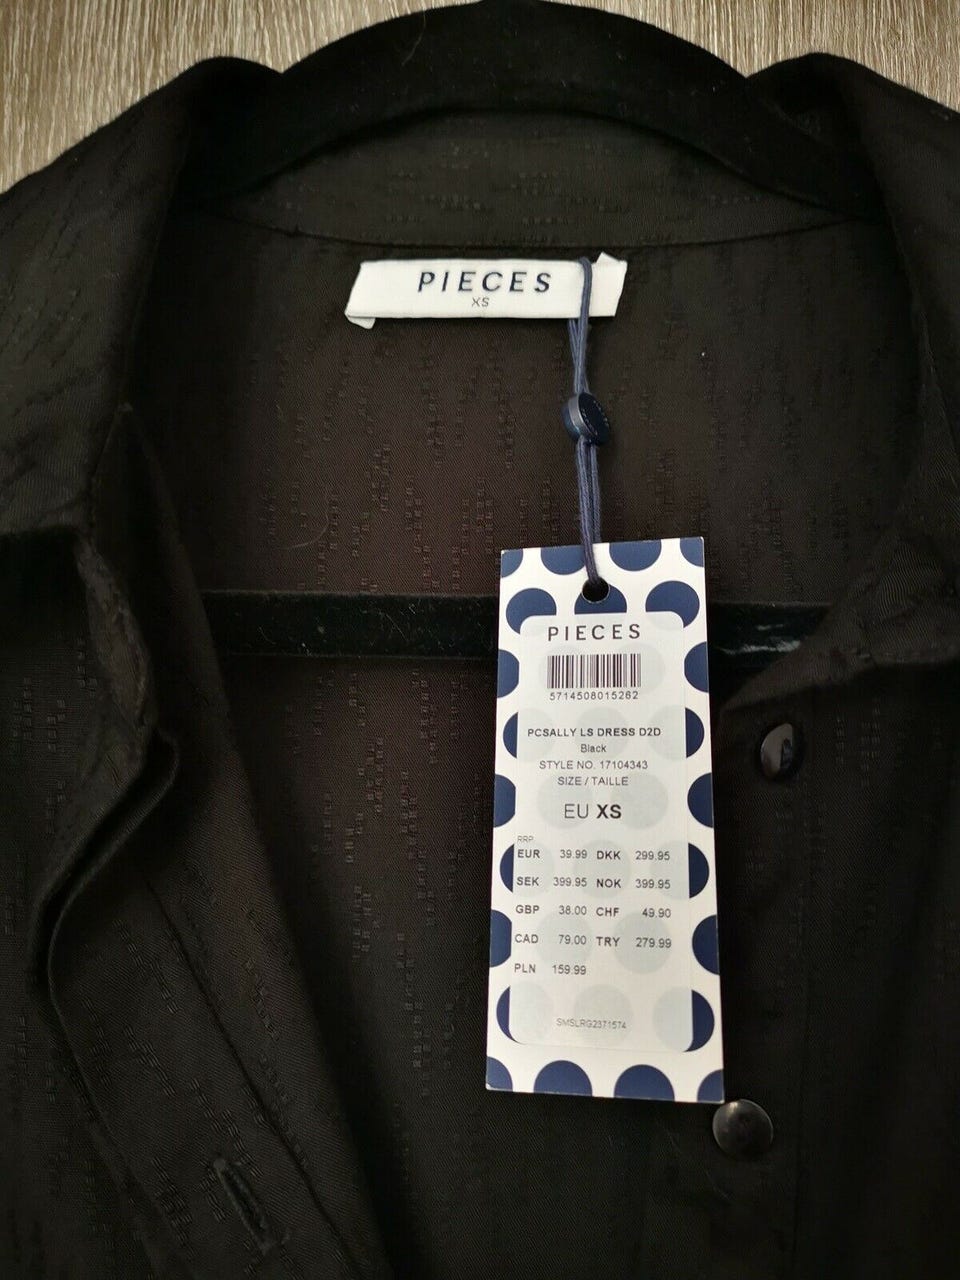 PIECES
XS
PIECES
5714508015262
PCSALLY LS DRESS D2D
Black
STYLE NO. 17104343
SIZE / TAILLE
EU XS
RRP
EUR 39.99 DKK 299.95
SEK 399.95 NOK 399.95
GBP 38.00 CHF 49.90
CAD 79.00 TRY 279.99
PLN 159.99
SMSLRG2371574